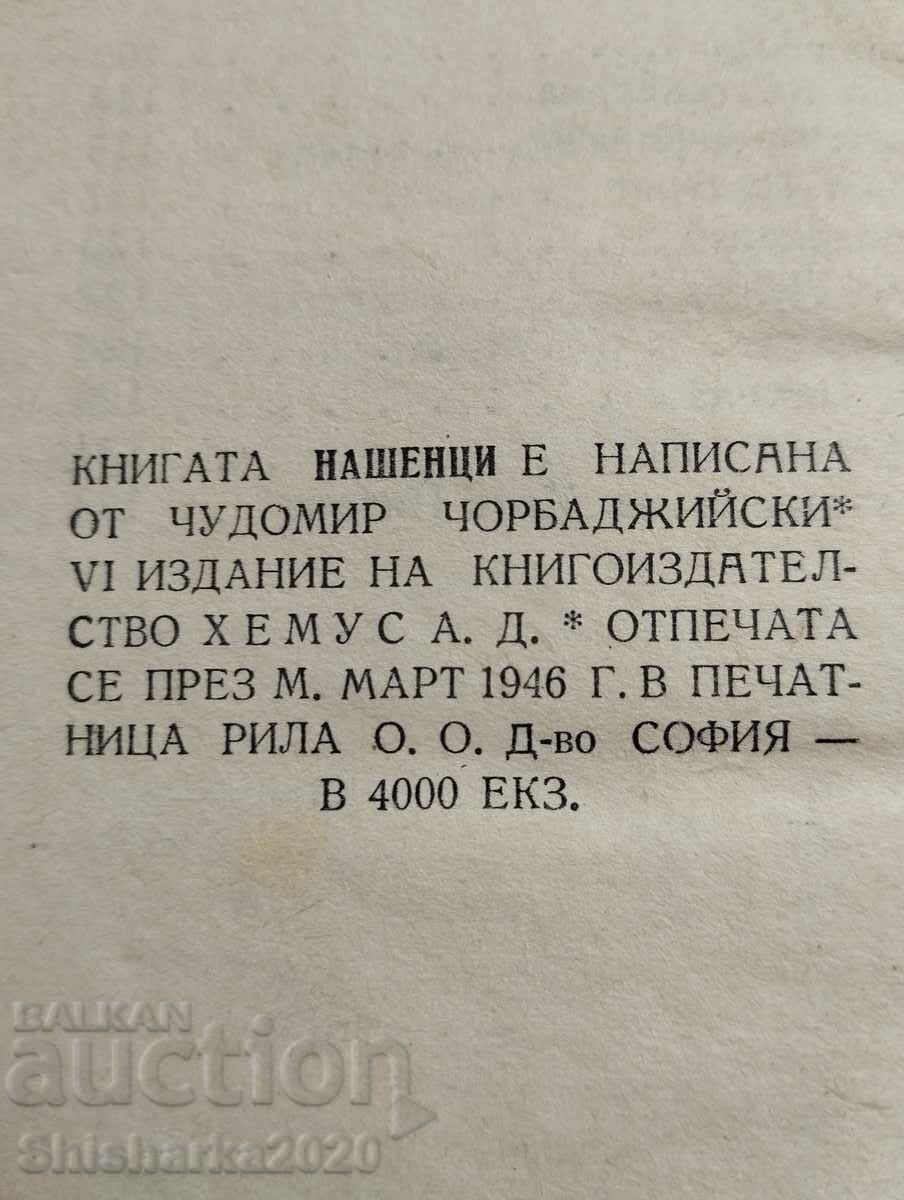 КНИГАТА НАШЕНЦИ Е НАПИСАНА
ОТ ЧУДОМИР ЧОРБАДЖИЙСКИ*
VI ИЗДАНИЕ НА КНИГОИЗДАТЕЛ-
СТВО ХЕМУС А. Д. * ОТПЕЧАТА
СЕ ПРЕЗ М. МАРТ 1946 Г. В ПЕЧАТ-
НИЦА РИЛА О. О. Д-во СОФИЯ —
В 4000 ЕКЗ.
BALKAN
auction
Shisharka2020